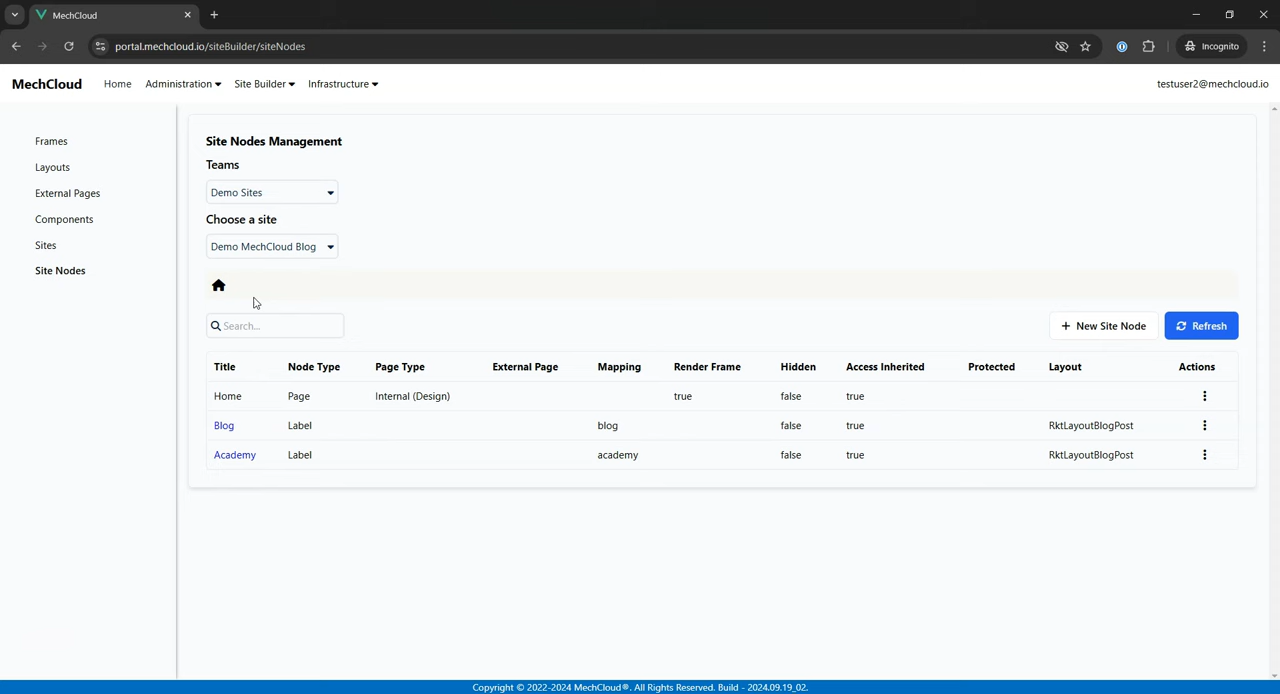 MechCloud
portal.mechcloud.io/siteBuilder/siteNodes
Incognito
MechCloud Home Administration Site Builder Infrastructure testuser2@mechcloud.io
Frames
Layouts
External Pages
Components
Sites
Site Nodes
Site Nodes Management
Teams
Demo Sites
Choose a site
Demo MechCloud Blog
Search...
New Site Node
Refresh
Title Node Type Page Type External Page Mapping Render Frame Hidden Access Inherited Protected Layout Actions
Home Page Internal (Design) true false true
Blog Label blog false true RktLayoutBlogPost
Academy Label academy false true RktLayoutBlogPost
Copyright © 2022-2024 MechCloud®. All Rights Reserved. Build - 2024.09.19_02.